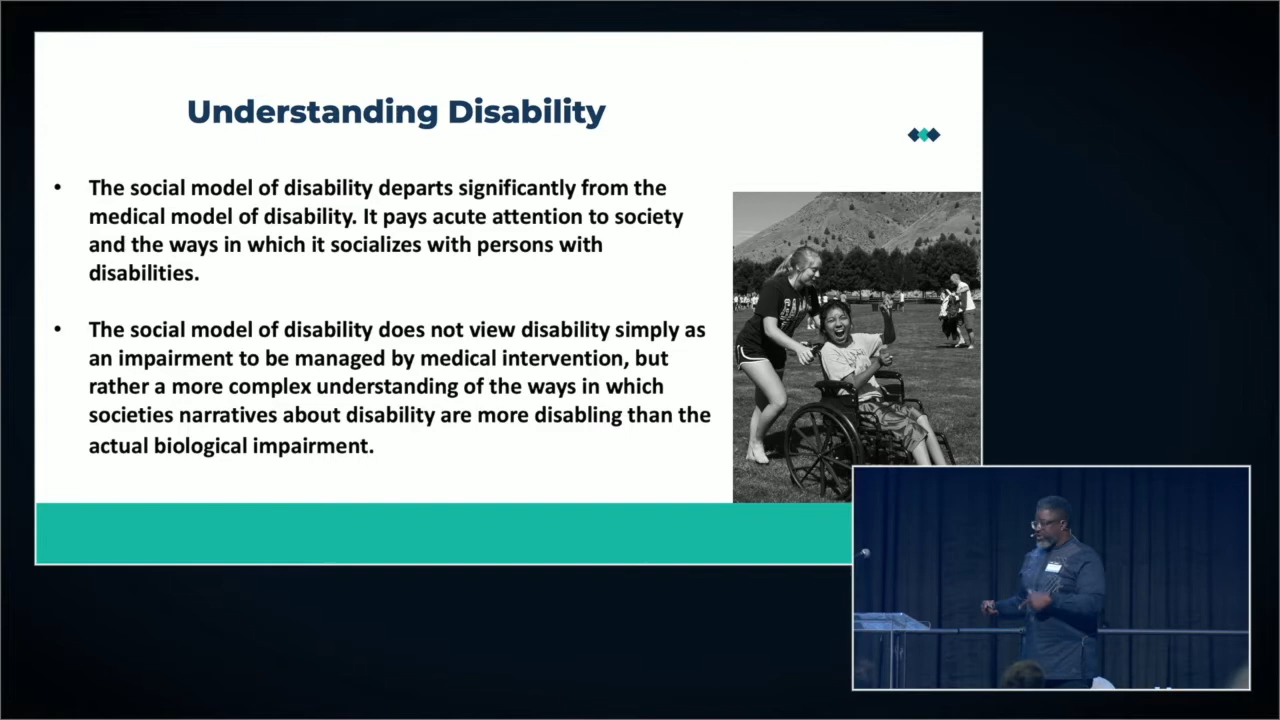 Understanding Disability
• The social model of disability departs significantly from the
medical model of disability. It pays acute attention to society
and the ways in which it socializes with persons with
disabilities.
• The social model of disability does not view disability simply as
an impairment to be managed by medical intervention, but
rather a more complex understanding of the ways in which
societies narratives about disability are more disabling than the
actual biological impairment.